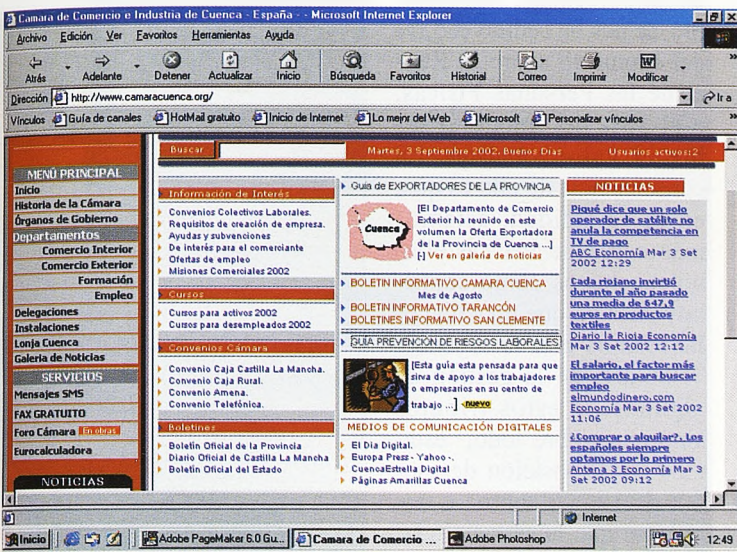 Camara de Comercio e Industria de Cuenca - España - - Microsoft Internet Explorer
Archivo Edición Ver Favoritos Herramientas Ayuda
Atrás Adelante Detener Actualizar Inicio Búsqueda Favoritos Historial Correo Imprimir Modificar
Dirección http://www.camaracuenca.org/ Ir a
Vínculos Guía de canales HotMail gratuito Inicio de Internet Lo mejor del Web Microsoft Personalizar vínculos
Buscar Martes, 3 Septiembre 2002. Buenos Dias Usuarios activos:2
MENÚ PRINCIPAL
Inicio
Historia de la Cámara
Órganos de Gobierno
Departamentos
Comercio Interior
Comercio Exterior
Formación
Empleo
Delegaciones
Instalaciones
Lonja Cuenca
Galeria de Noticias
SERVICIOS
Mensajes SMS
FAX GRATUITO
Foro Cámara En obras
Eurocalculadora
NOTICIAS
Información de Interés
Convenios Colectivos Laborales.
Requisitos de creación de empresa.
Ayudas y subvenciones
De interés para el comerciante
Ofertas de empleo
Misiones Comerciales 2002
Cursos
Cursos para activos 2002
Cursos para desempleados 2002
Convenios Cámara
Convenio Caja Castilla La Mancha.
Convenio Caja Rural.
Convenio Amena.
Convenio Telefónica.
Boletines
Boletín Oficial de la Provincia
Diario Oficial de Castilla La Mancha
Boletín Oficial del Estado
Guia de EXPORTADORES DE LA PROVINCIA
Cuenca
[El Departamento de Comercio
Exterior ha reunido en este
volumen la Oferta Exportadora
de la Provincia de Cuenca ...]
[-] Ver en galería de noticias
BOLETIN INFORMATIVO CAMARA CUENCA
Mes de Agosto
BOLETIN INFORMATIVO TARANCÓN
BOLETINES INFORMATIVO SAN CLEMENTE
GUIA PREVENCIÓN DE RIESGOS LABORALES
[Esta guia esta pensada para que
sirva de apoyo a los trabajadores
o empresarios en su centro de
trabajo ...] nuevo
MEDIOS DE COMUNICACIÓN DIGITALES
El Dia Digital.
Europa Press - Yahoo -.
CuencaEstrella Digital
Páginas Amarillas Cuenca
NOTICIAS
Piqué dice que un solo
operador de satélite no
anula la competencia en
TV de pago
ABC Economía Mar 3 Set
2002 12:29
Cada riojano invirtió
durante el año pasado
una media de 647,9
euros en productos
textiles
Diario la Rioja Economía
Mar 3 Set 2002 12:12
El salario, el factor más
importante para buscar
empleo
elmundodinero.com
Economía Mar 3 Set 2002
11:06
¿Comprar o alquilar?. Los
españoles siempre
optamos por lo primero
Antena 3 Economía Mar 3
Set 2002 09:12
Internet
Inicio Adobe PageMaker 6.0 Gu... Camara de Comercio ... Adobe Photoshop 12:49